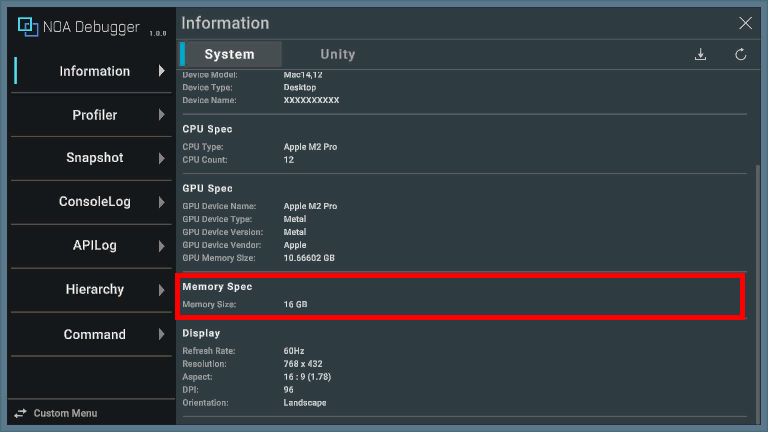 NOA Debugger 1.0.0
Information
Profiler
Snapshot
ConsoleLog
APILog
Hierarchy
Command
Custom Menu
Information
System Unity
Device Model: Mac14,12
Device Type: Desktop
Device Name: XXXXXXXXXX
CPU Spec
CPU Type: Apple M2 Pro
CPU Count: 12
GPU Spec
GPU Device Name: Apple M2 Pro
GPU Device Type: Metal
GPU Device Version: Metal
GPU Device Vendor: Apple
GPU Memory Size: 10.66602 GB
Memory Spec
Memory Size: 16 GB
Display
Refresh Rate: 60Hz
Resolution: 768 x 432
Aspect: 16 : 9 (1.78)
DPI: 96
Orientation: Landscape